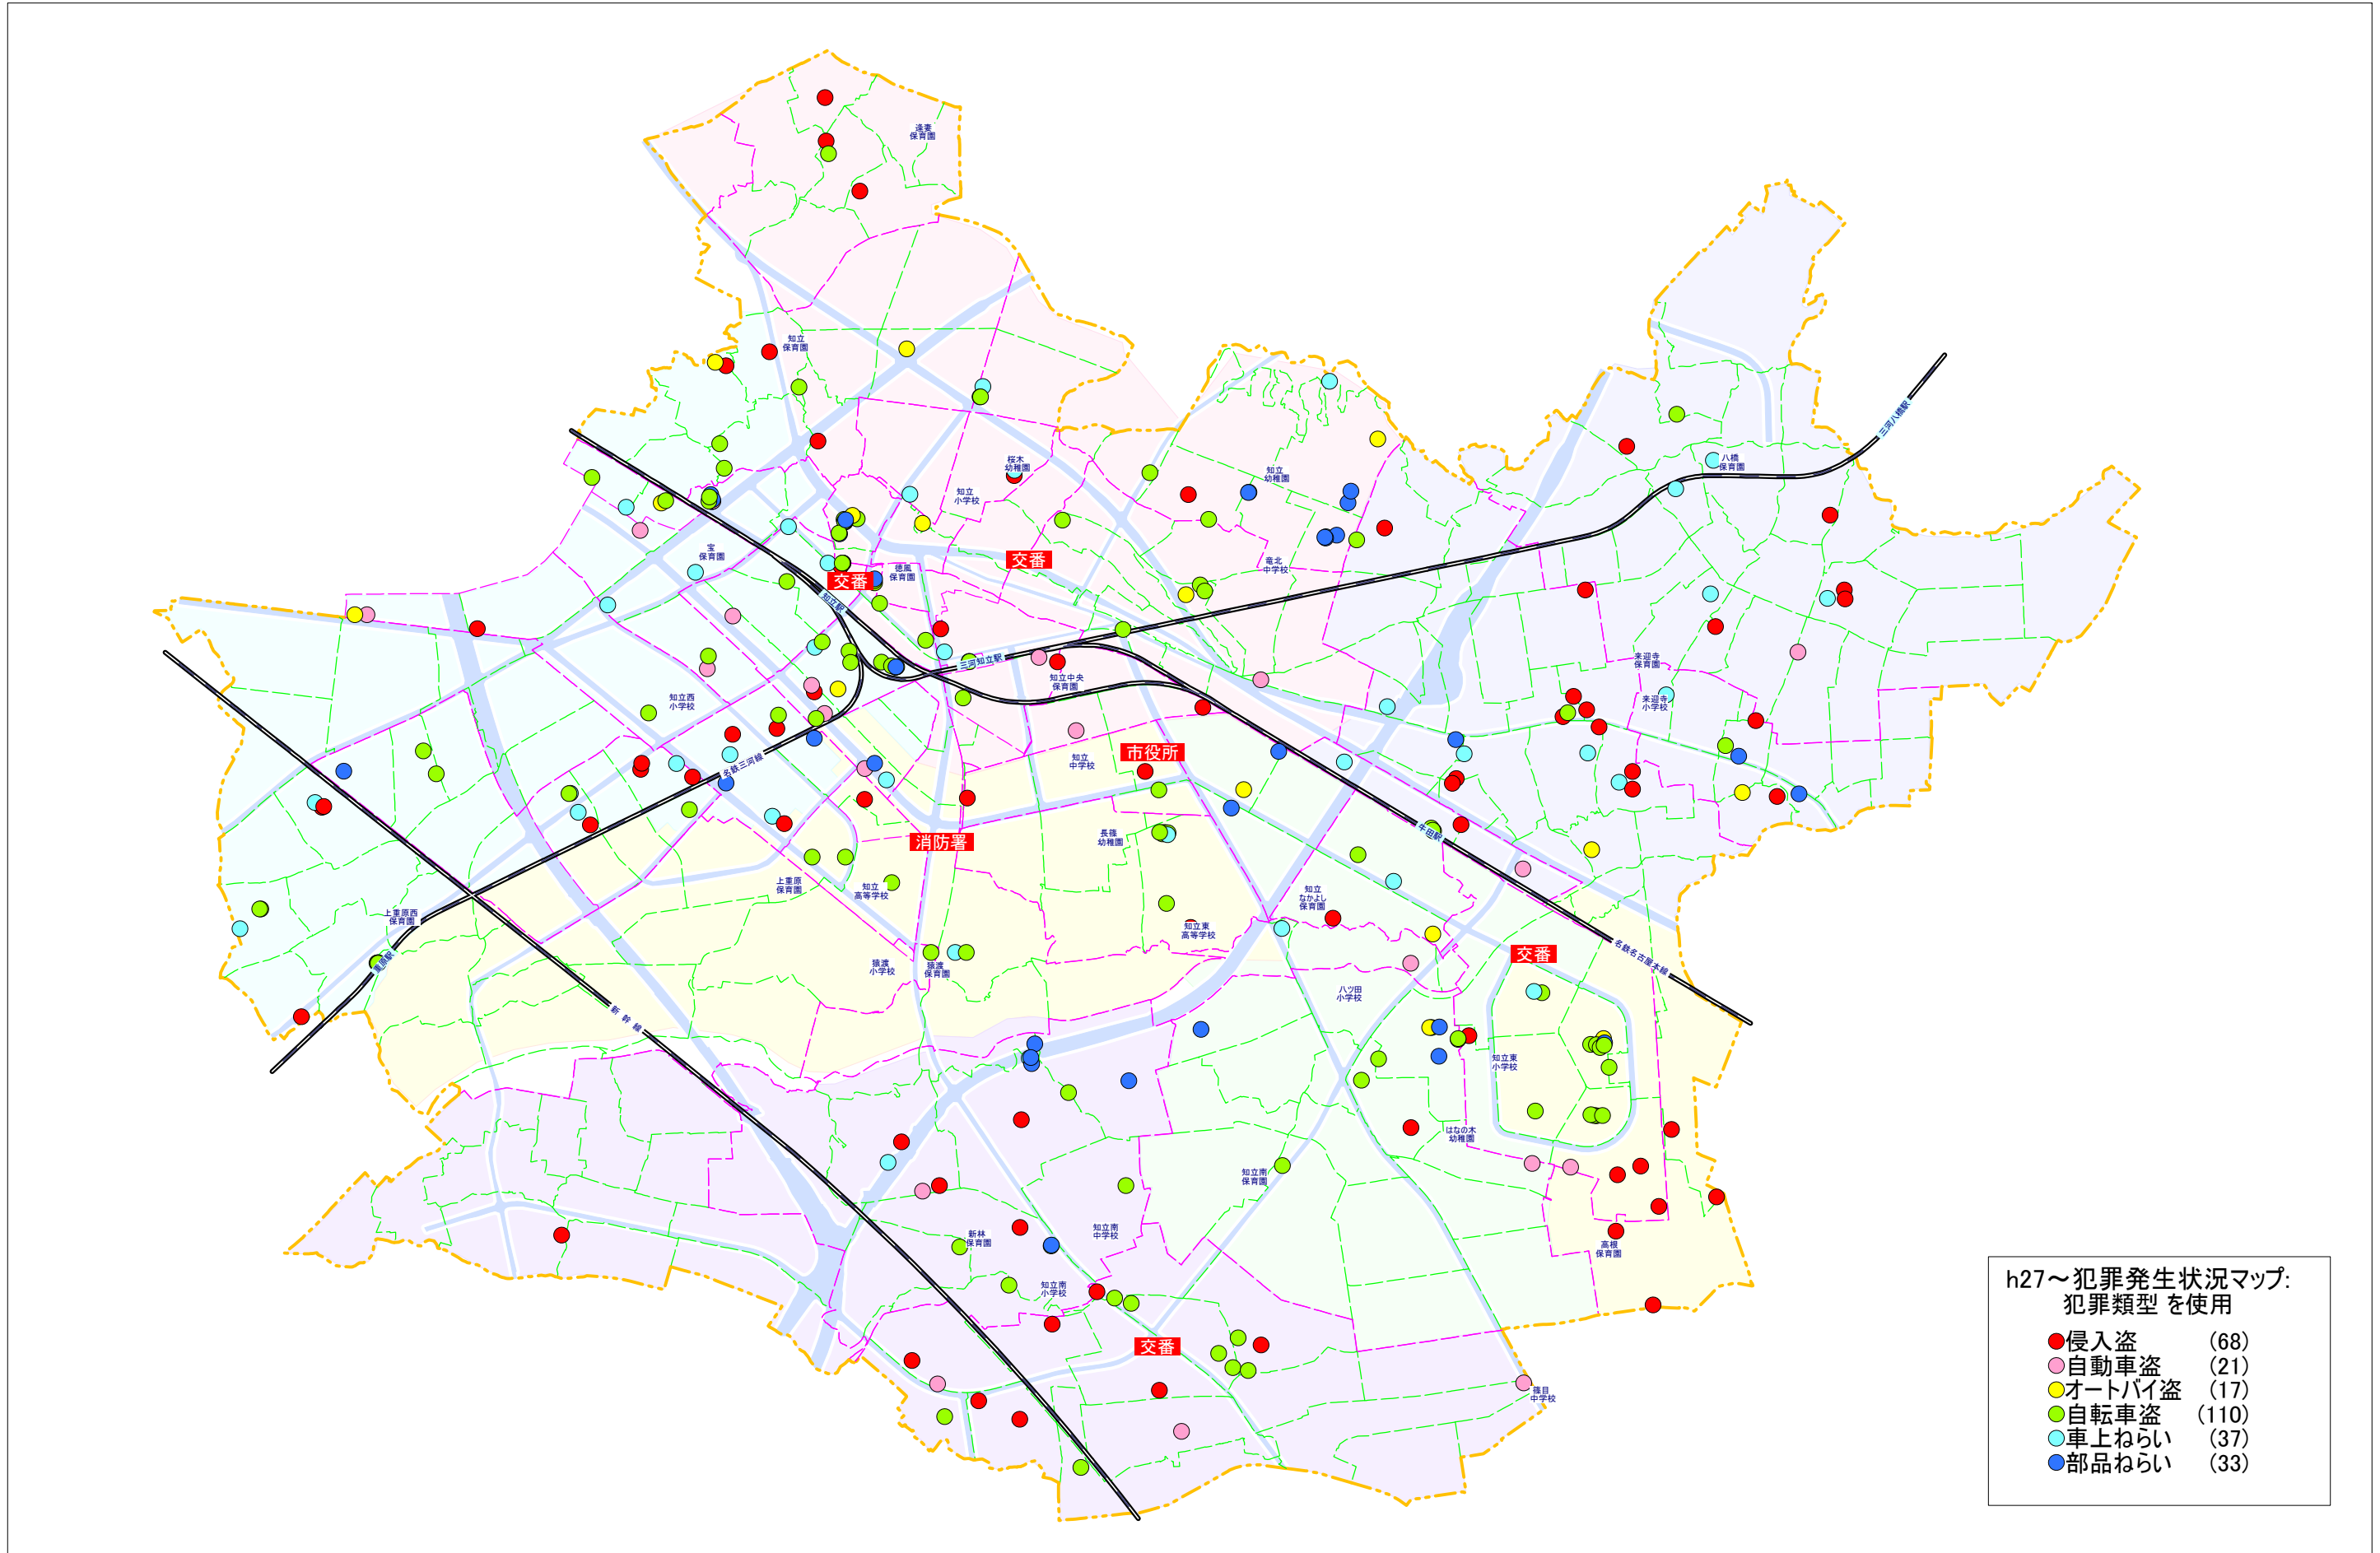 逢妻
保育園
知立
保育園
三河八橋駅
桜木
幼稚園
知立
小学校
知立
幼稚園
八橋
保育園
宝
保育園
交番
交番
徳風
保育園
竜北
中学校
知立駅
三河知立駅
知立中央
保育園
来迎寺
保育園
来迎寺
小学校
知立西
小学校
市役所
知立
中学校
名鉄三河線
消防署
長篠
幼稚園
牛田駅
上重原
保育園
知立
高等学校
知立
なかよし
保育園
上重原西
保育園
知立東
高等学校
重原駅
猿渡
小学校
猿渡
保育園
交番
名鉄名古屋本線
八ツ田
小学校
新幹線
知立東
小学校
はなの木
幼稚園
知立南
保育園
新林
保育園
知立南
中学校
高根
保育園
知立南
小学校
交番
篠目
中学校
h27~犯罪発生状況マップ:
犯罪類型 を使用
侵入盗 (68)
自動車盗 (21)
オートバイ盗 (17)
自転車盗 (110)
車上ねらい (37)
部品ねらい (33)